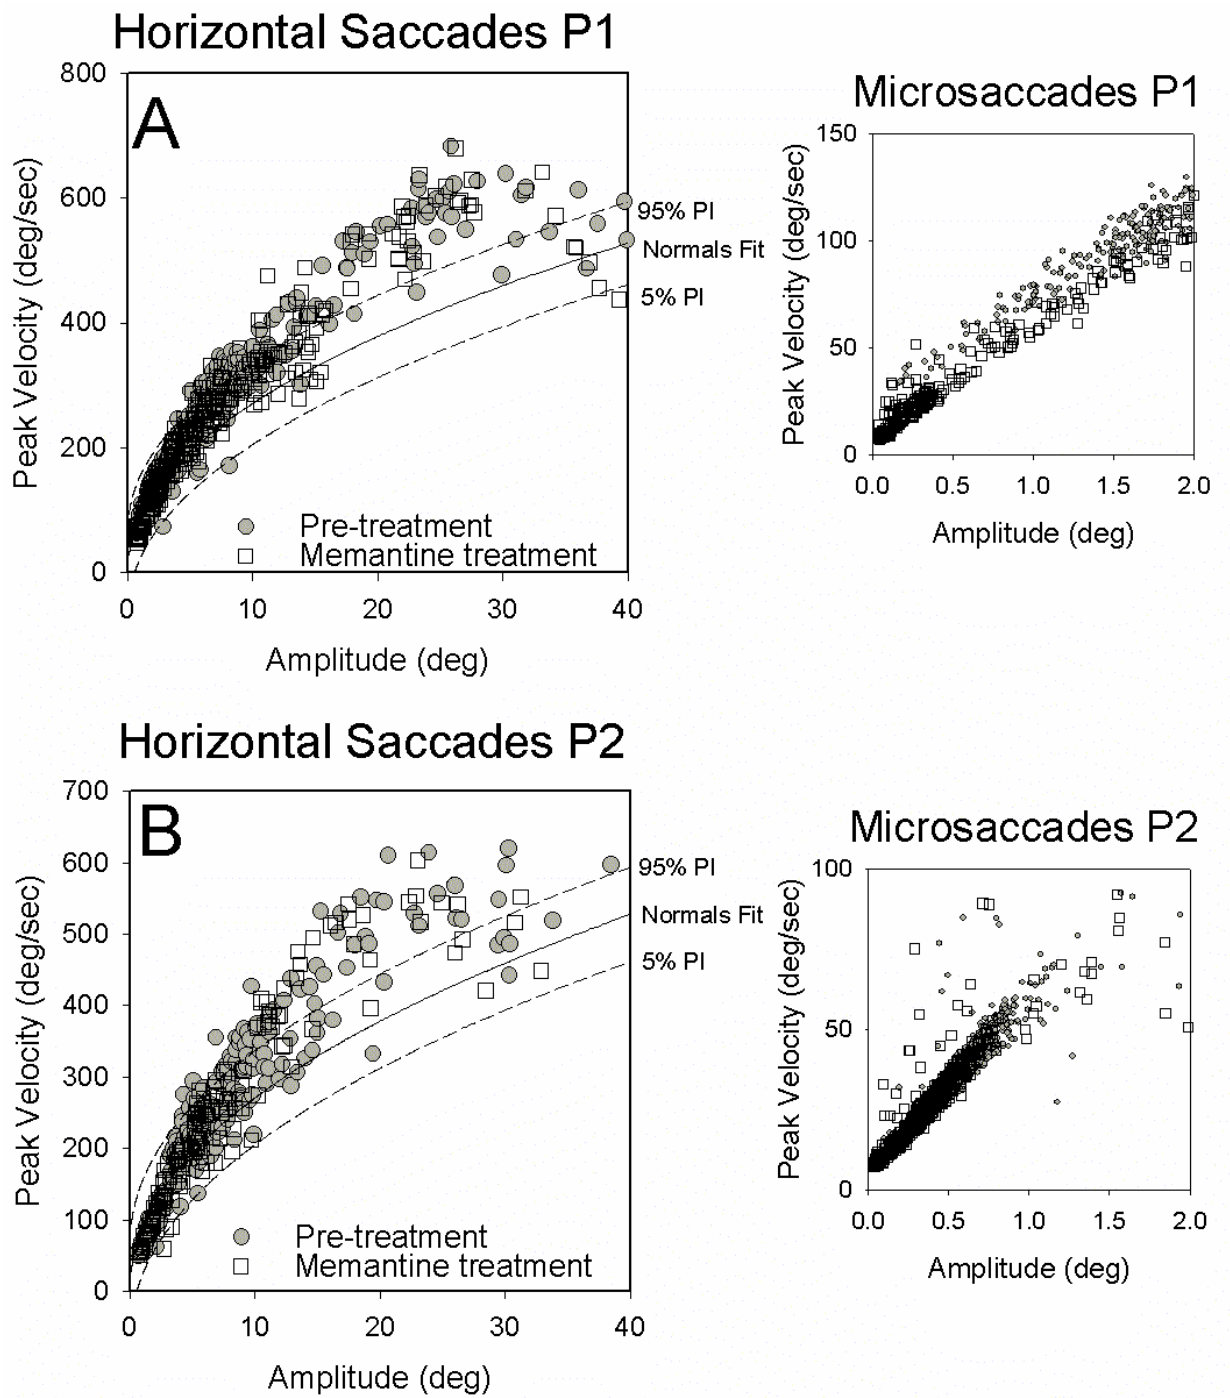 Horizontal Saccades P1
A
800
600
400
200
0
Peak Velocity (deg/sec)
95% PI
Normals Fit
5% PI
Pre-treatment
Memantine treatment
0 10 20 30 40
Amplitude (deg)
Microsaccades P1
150
100
50
0
Peak Velocity (deg/sec)
0.0 0.5 1.0 1.5 2.0
Amplitude (deg)
Horizontal Saccades P2
B
700
600
500
400
300
200
100
0
Peak Velocity (deg/sec)
95% PI
Normals Fit
5% PI
Pre-treatment
Memantine treatment
0 10 20 30 40
Amplitude (deg)
Microsaccades P2
100
50
0
Peak Velocity (deg/sec)
0.0 0.5 1.0 1.5 2.0
Amplitude (deg)